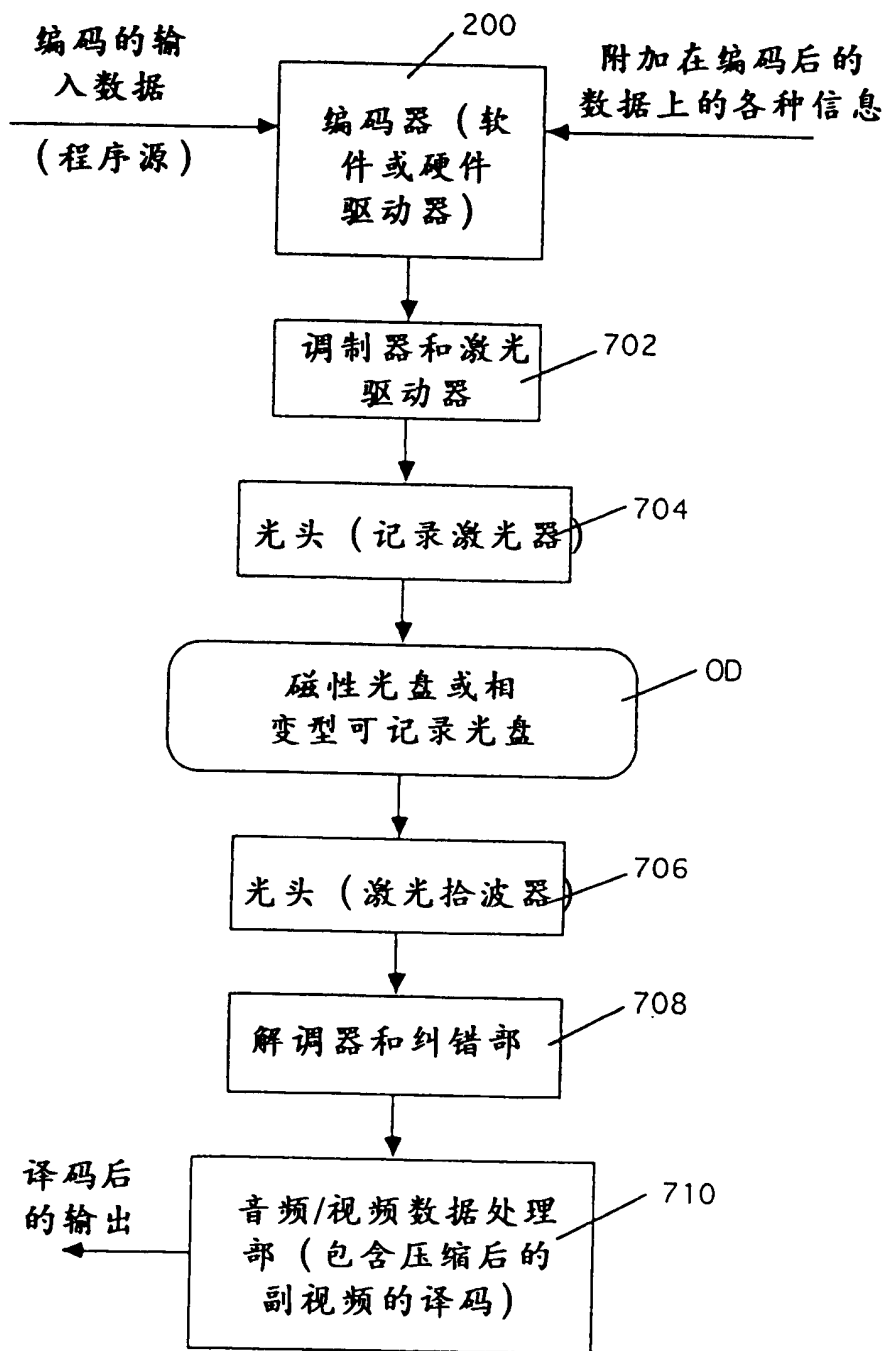 200
编码的输
入数据
(程序源)
附加在编码后的
数据上的各种信息
编码器(软
件或硬件
驱动器)
调制器和激光
驱动器
702
光头(记录激光器)
704
磁性光盘或相
变型可记录光盘
OD
光头(激光拾波器)
706
解调器和纠错部
708
译码后
的输出
音频/视频数据处理
部(包含压缩后的
副视频的译码)
710